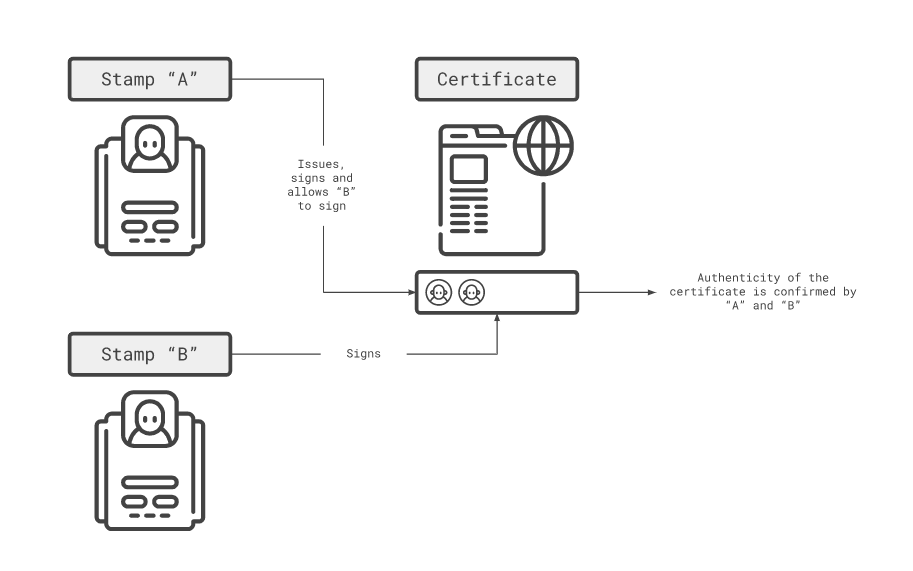 Stamp “A”
Certificate
Issues,
signs and
allows “B”
to sign
Authenticity of the
certificate is confirmed by
“A” and “B”
Stamp “B”
Signs